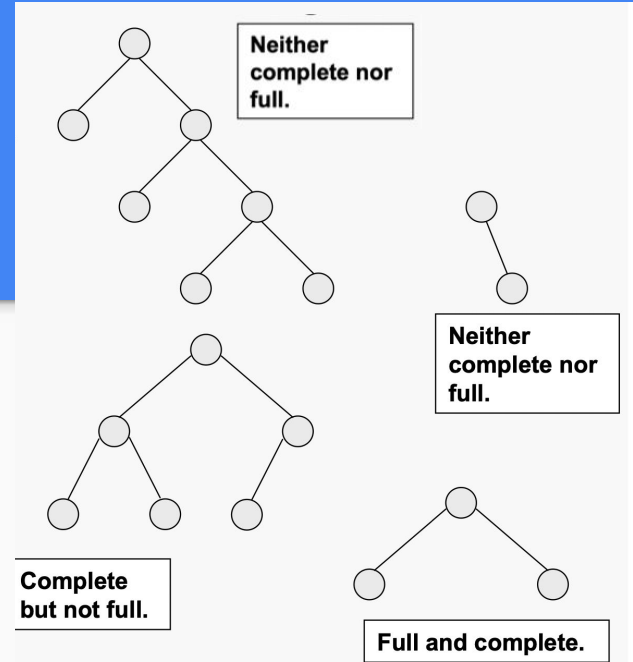 Neither
complete nor
full.
Neither
complete nor
full.
Complete
but not full.
Full and complete.